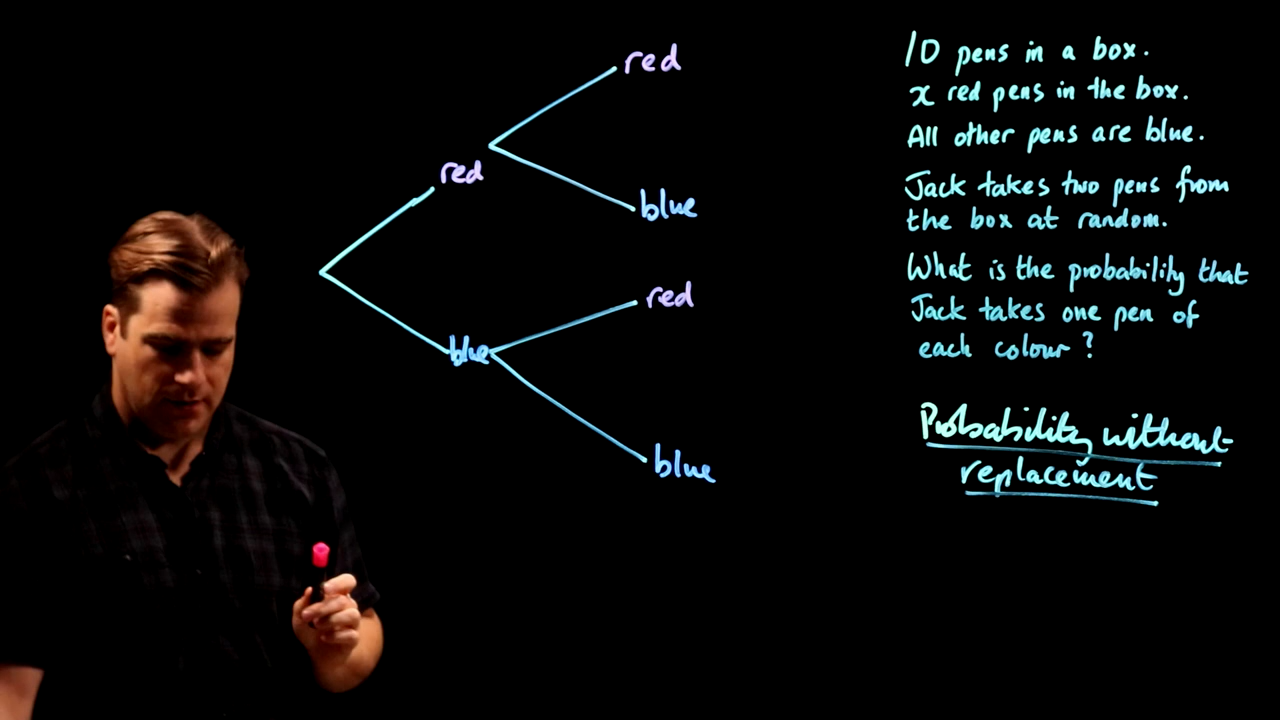 red
red
blue
red
blue
blue
10 pens in a box.
x red pens in the box.
All other pens are blue.
Jack takes two pens from
the box at random.
What is the probability that
Jack takes one pen of
each colour?
Probability without
replacement